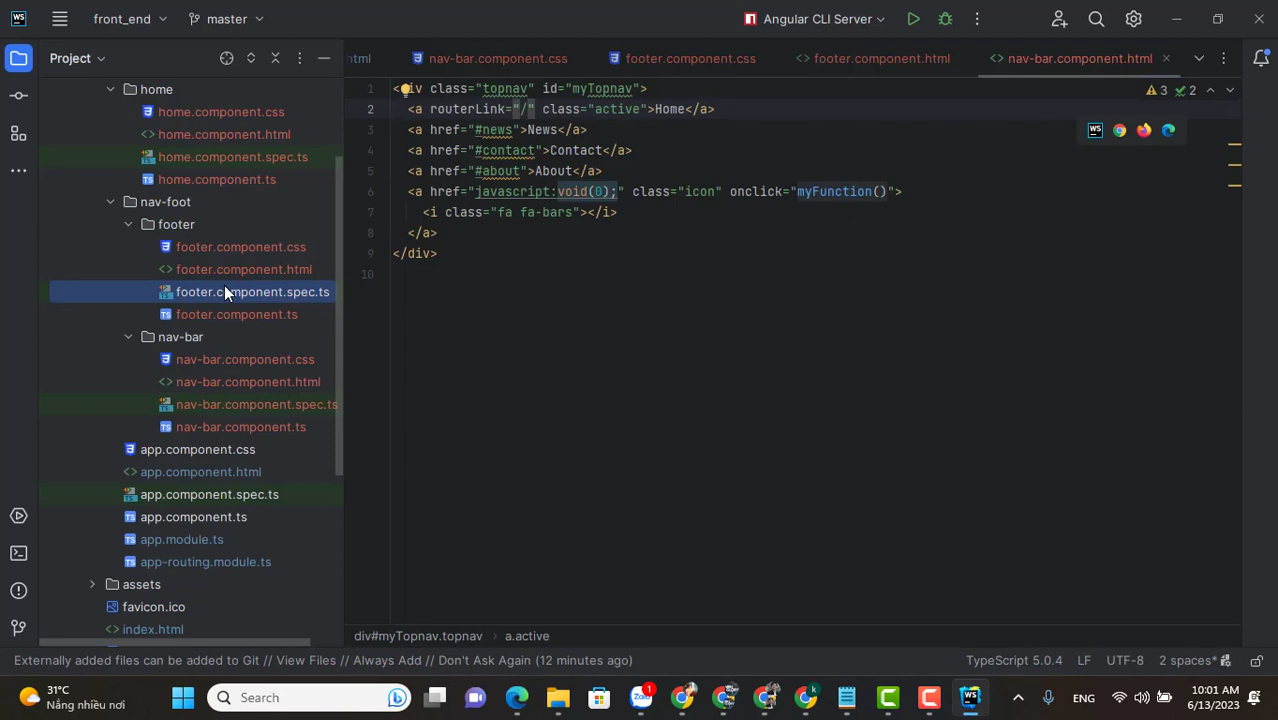 WS
front_end
master
Angular CLI Server
Project
html
nav-bar.component.css
footer.component.css
footer.component.html
nav-bar.component.html
home
home.component.css
home.component.html
home.component.spec.ts
home.component.ts
nav-foot
footer
footer.component.css
footer.component.html
footer.component.spec.ts
footer.component.ts
nav-bar
nav-bar.component.css
nav-bar.component.html
nav-bar.component.spec.ts
nav-bar.component.ts
app.component.css
app.component.html
app.component.spec.ts
app.component.ts
app.module.ts
app-routing.module.ts
assets
favicon.ico
index.html
3 2
1 <div class="topnav" id="myTopnav">
2 <a routerLink="/" class="active">Home</a>
3 <a href="#news">News</a>
4 <a href="#contact">Contact</a>
5 <a href="#about">About</a>
6 <a href="javascript:void(0);" class="icon" onclick="myFunction()">
7 <i class="fa fa-bars"></i>
8 </a>
9 </div>
10
WS
div#myTopnav.topnav > a.active
Externally added files can be added to Git // View Files // Always Add // Don't Ask Again (12 minutes ago)
TypeScript 5.0.4 LF UTF-8 2 spaces*
31°C
Nắng nhiều nơi
Search
Zalo
1
k
WS
10:01 AM
6/13/2023